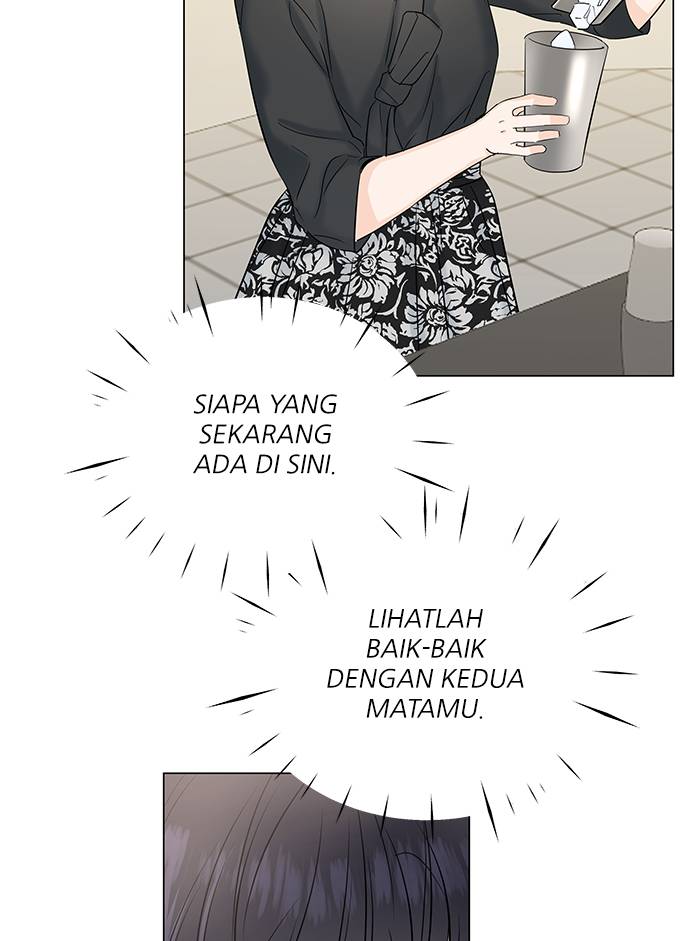 SIAPA YANG
SEKARANG
ADA DI SINI.
LIHATLAH
BAIK-BAIK
DENGAN KEDUA
MATAMU.